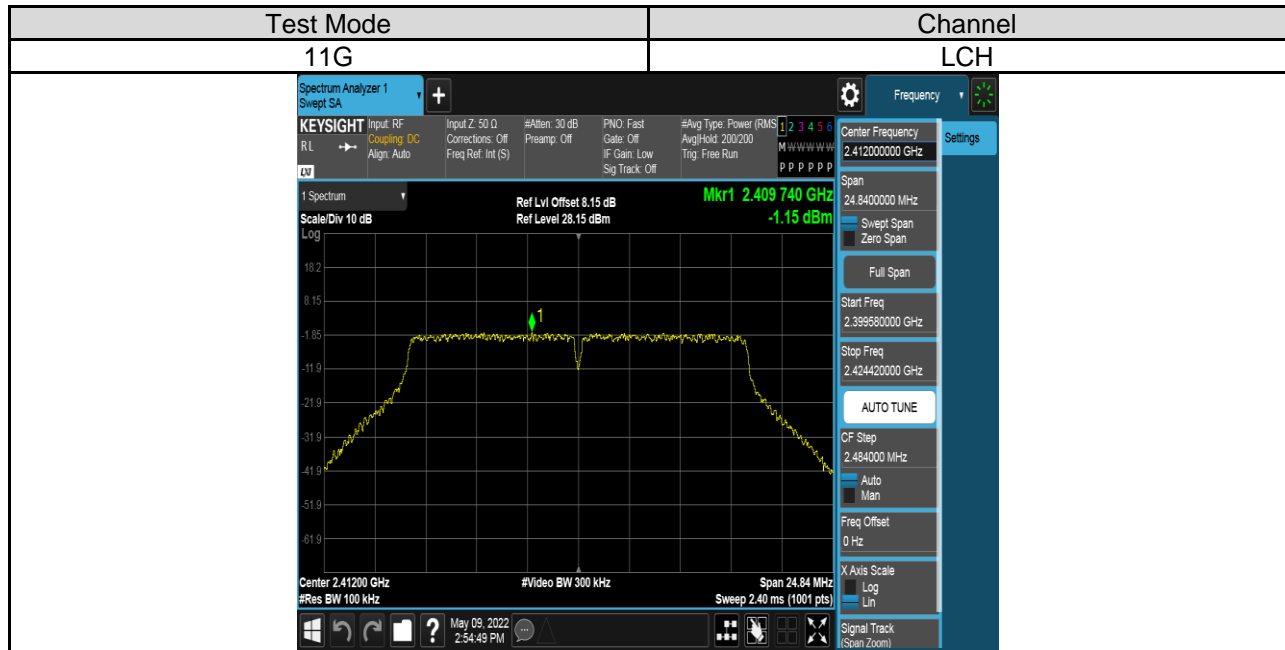 Test Mode
Channel
11G
LCH
Spectrum Analyzer 1
Swept SA
+
Frequency
KEYSIGHT
RL
LXI
Input: RF
Coupling: DC
Align: Auto
Input Z: 50 Ω
Corrections: Off
Freq Ref: Int (S)
#Atten: 30 dB
Preamp: Off
PNO: Fast
Gate: Off
IF Gain: Low
Sig Track: Off
#Avg Type: Power (RMS
Avg|Hold: 200/200
Trig: Free Run
1 2 3 4 5 6
M W W W W W
P P P P P P
1 Spectrum
Scale/Div 10 dB
Log
Ref Lvl Offset 8.15 dB
Ref Level 28.15 dBm
Mkr1 2.409 740 GHz
-1.15 dBm
18.2
8.15
-1.85
-11.9
-21.9
-31.9
-41.9
-51.9
-61.9
1
Center 2.41200 GHz
#Res BW 100 kHz
#Video BW 300 kHz
Span 24.84 MHz
Sweep 2.40 ms (1001 pts)
May 09, 2022
2:54:49 PM
?
Settings
Center Frequency
2.412000000 GHz
Span
24.8400000 MHz
Swept Span
Zero Span
Full Span
Start Freq
2.399580000 GHz
Stop Freq
2.424420000 GHz
AUTO TUNE
CF Step
2.484000 MHz
Auto
Man
Freq Offset
0 Hz
X Axis Scale
Log
Lin
Signal Track
(Span Zoom)